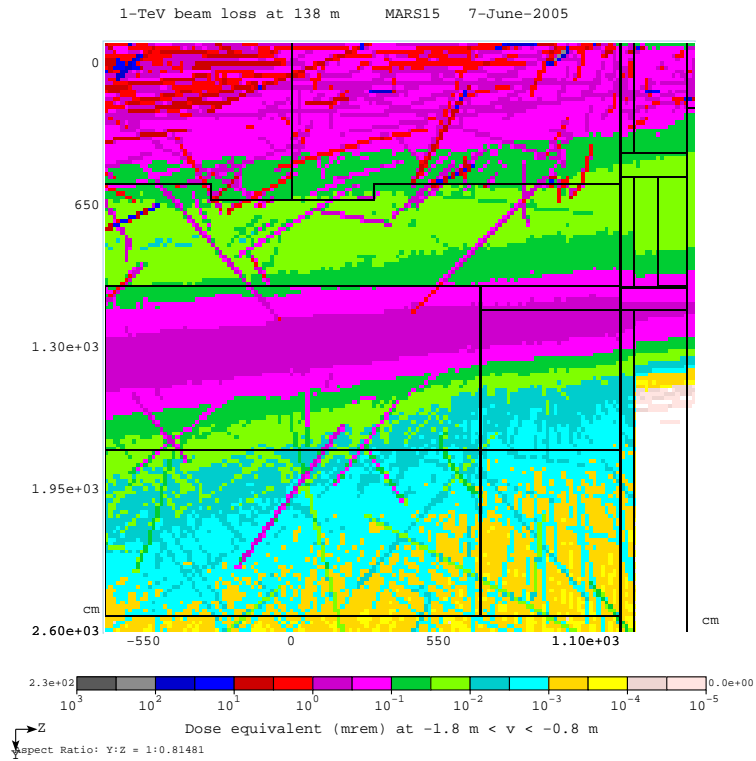 1-TeV beam loss at 138 m MARS15 7-June-2005
0
650
1.30e+03
1.95e+03
cm
2.60e+03
cm
-550 0 550 1.10e+03
2.3e+02 0.0e+00
10^3 10^2 10^1 10^0 10^-1 10^-2 10^-3 10^-4 10^-5
Dose equivalent (mrem) at -1.8 m < v < -0.8 m
Z
Y
Aspect Ratio: Y:Z = 1:0.81481